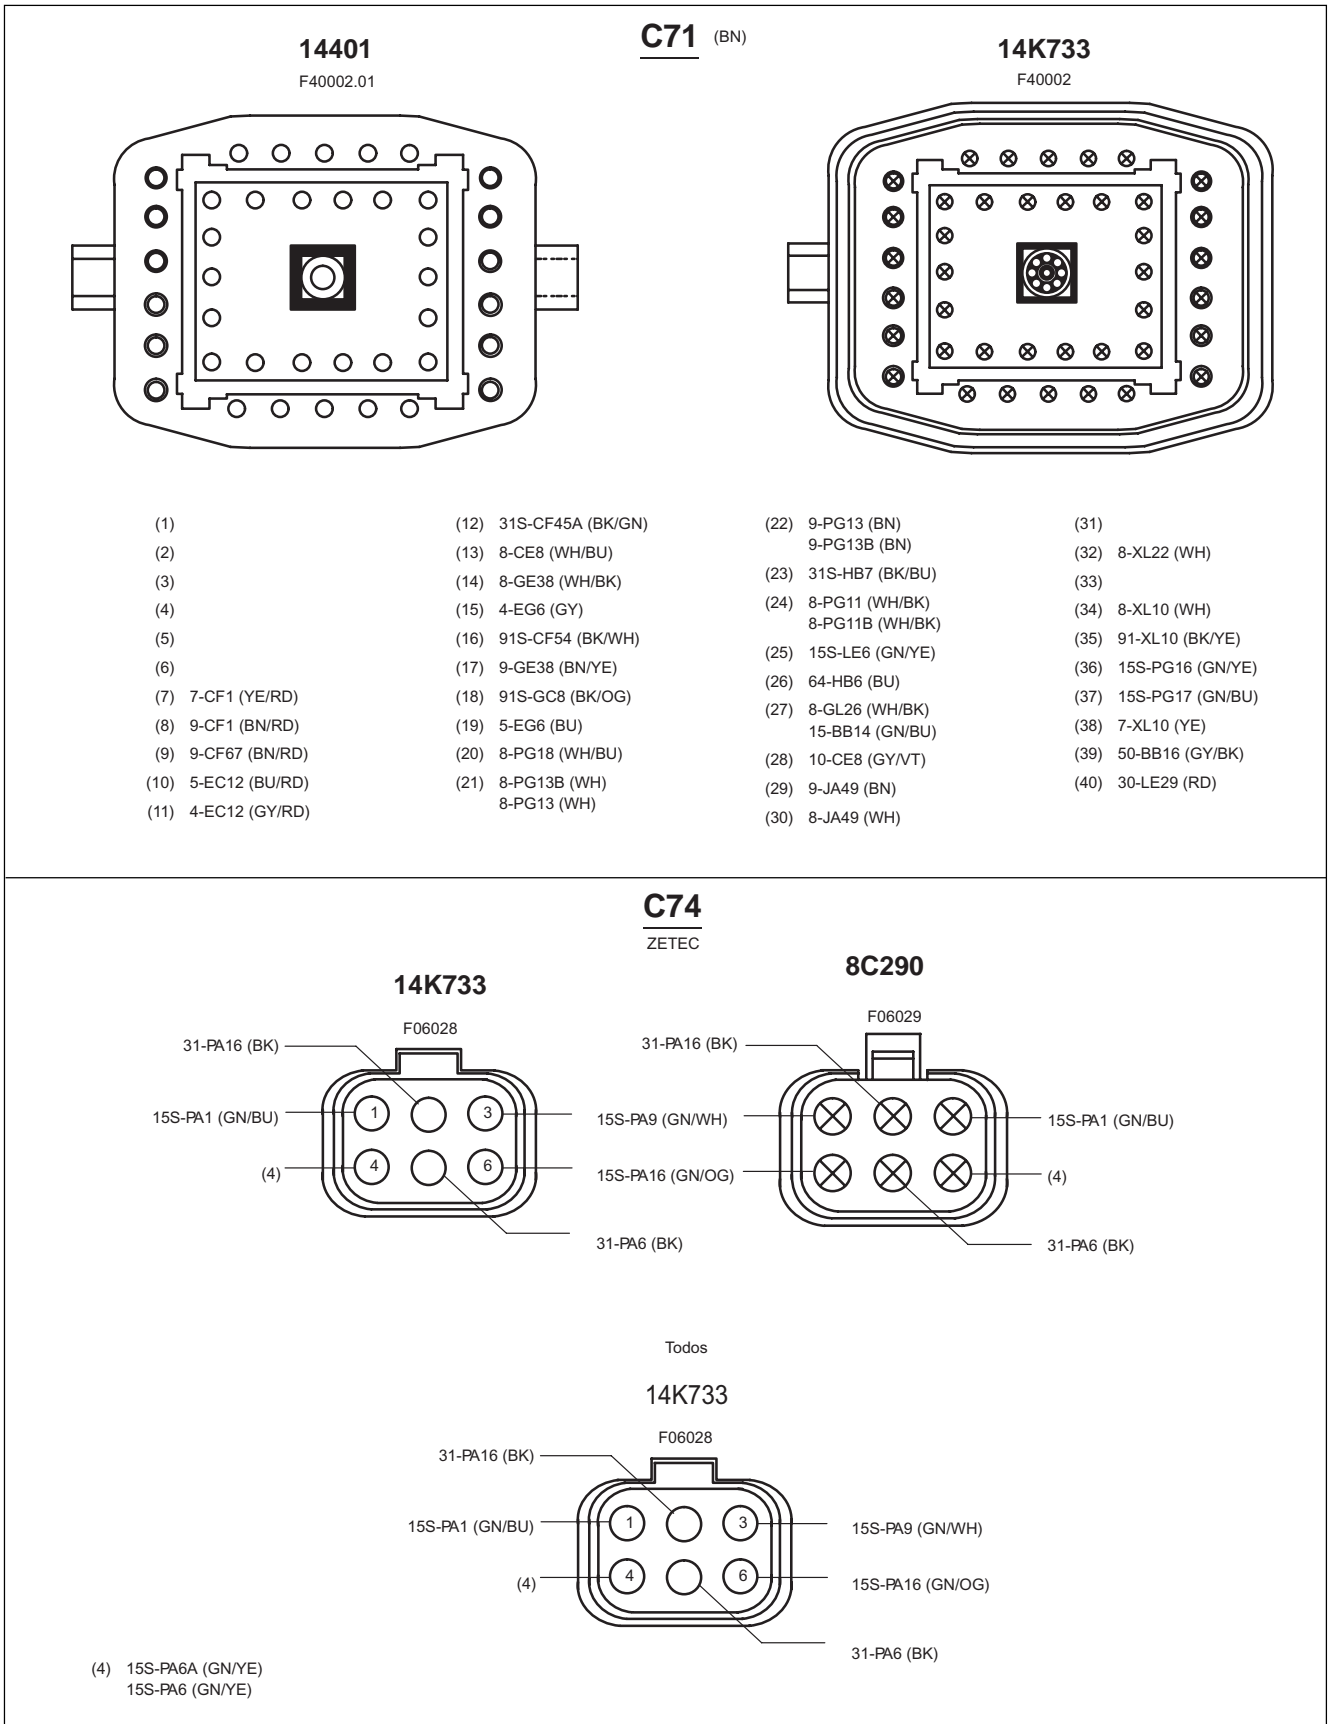 C71 (BN)
14401
F40002.01
14K733
F40002
(1)
(2)
(3)
(4)
(5)
(6)
(7) 7-CF1 (YE/RD)
(8) 9-CF1 (BN/RD)
(9) 9-CF67 (BN/RD)
(10) 5-EC12 (BU/RD)
(11) 4-EC12 (GY/RD)
(12) 31S-CF45A (BK/GN)
(13) 8-CE8 (WH/BU)
(14) 8-GE38 (WH/BK)
(15) 4-EG6 (GY)
(16) 91S-CF54 (BK/WH)
(17) 9-GE38 (BN/YE)
(18) 91S-GC8 (BK/OG)
(19) 5-EG6 (BU)
(20) 8-PG18 (WH/BU)
(21) 8-PG13B (WH)
8-PG13 (WH)
(22) 9-PG13 (BN)
9-PG13B (BN)
(23) 31S-HB7 (BK/BU)
(24) 8-PG11 (WH/BK)
8-PG11B (WH/BK)
(25) 15S-LE6 (GN/YE)
(26) 64-HB6 (BU)
(27) 8-GL26 (WH/BK)
15-BB14 (GN/BU)
(28) 10-CE8 (GY/VT)
(29) 9-JA49 (BN)
(30) 8-JA49 (WH)
(31)
(32) 8-XL22 (WH)
(33)
(34) 8-XL10 (WH)
(35) 91-XL10 (BK/YE)
(36) 15S-PG16 (GN/YE)
(37) 15S-PG17 (GN/BU)
(38) 7-XL10 (YE)
(39) 50-BB16 (GY/BK)
(40) 30-LE29 (RD)
C74
ZETEC
14K733
F06028
31-PA16 (BK)
15S-PA1 (GN/BU)
1
3
15S-PA9 (GN/WH)
(4)
4
6
15S-PA16 (GN/OG)
31-PA6 (BK)
8C290
F06029
31-PA16 (BK)
15S-PA1 (GN/BU)
(4)
31-PA6 (BK)
Todos
14K733
F06028
31-PA16 (BK)
15S-PA1 (GN/BU)
1
3
15S-PA9 (GN/WH)
(4)
4
6
15S-PA16 (GN/OG)
31-PA6 (BK)
(4) 15S-PA6A (GN/YE)
15S-PA6 (GN/YE)